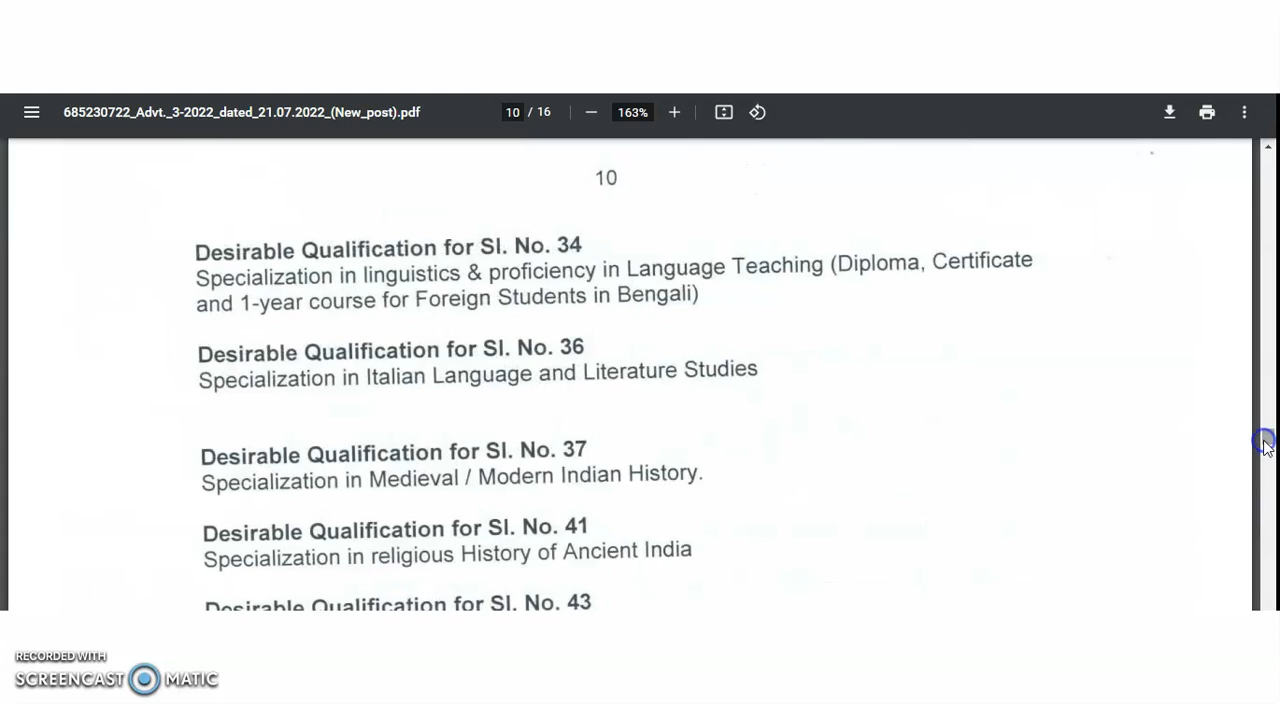 685230722_Advt._3-2022_dated_21.07.2022_(New_post).pdf
10 / 16
163%
10
Desirable Qualification for Sl. No. 34
Specialization in linguistics & proficiency in Language Teaching (Diploma, Certificate
and 1-year course for Foreign Students in Bengali)
Desirable Qualification for Sl. No. 36
Specialization in Italian Language and Literature Studies
Desirable Qualification for Sl. No. 37
Specialization in Medieval / Modern Indian History.
Desirable Qualification for Sl. No. 41
Specialization in religious History of Ancient India
Desirable Qualification for Sl. No. 43
RECORDED WITH
SCREENCAST MATIC